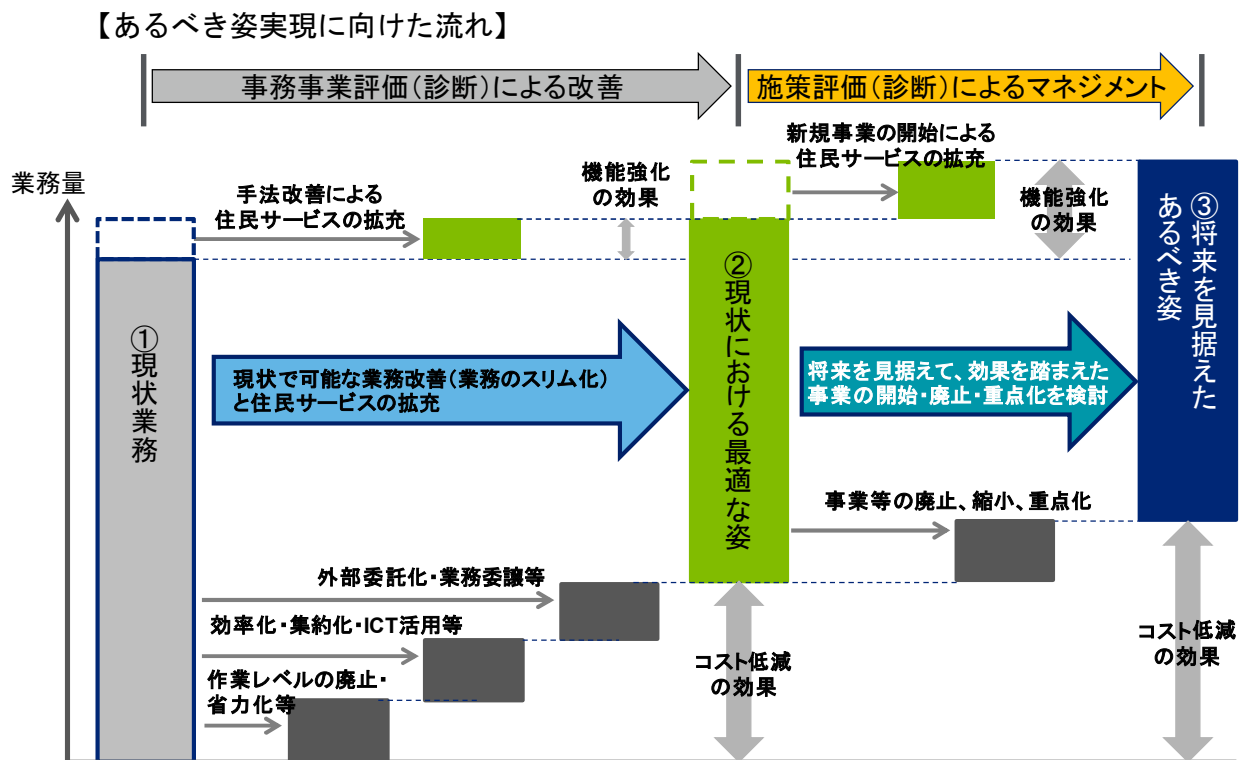 【あるべき姿実現に向けた流れ】
事務事業評価(診断)による改善
施策評価(診断)によるマネジメント
業務量
手法改善による
住民サービスの拡充
機能強化
の効果
新規事業の開始による
住民サービスの拡充
機能強化
の効果
①現状業務
現状で可能な業務改善(業務のスリム化)
と住民サービスの拡充
②現状における最適な姿
将来を見据えて、効果を踏まえた
事業の開始・廃止・重点化を検討
③将来を見据えた
あるべき姿
事業等の廃止、縮小、重点化
外部委託化・業務委譲等
効率化・集約化・ICT活用等
作業レベルの廃止・
省力化等
コスト低減
の効果
コスト低減
の効果